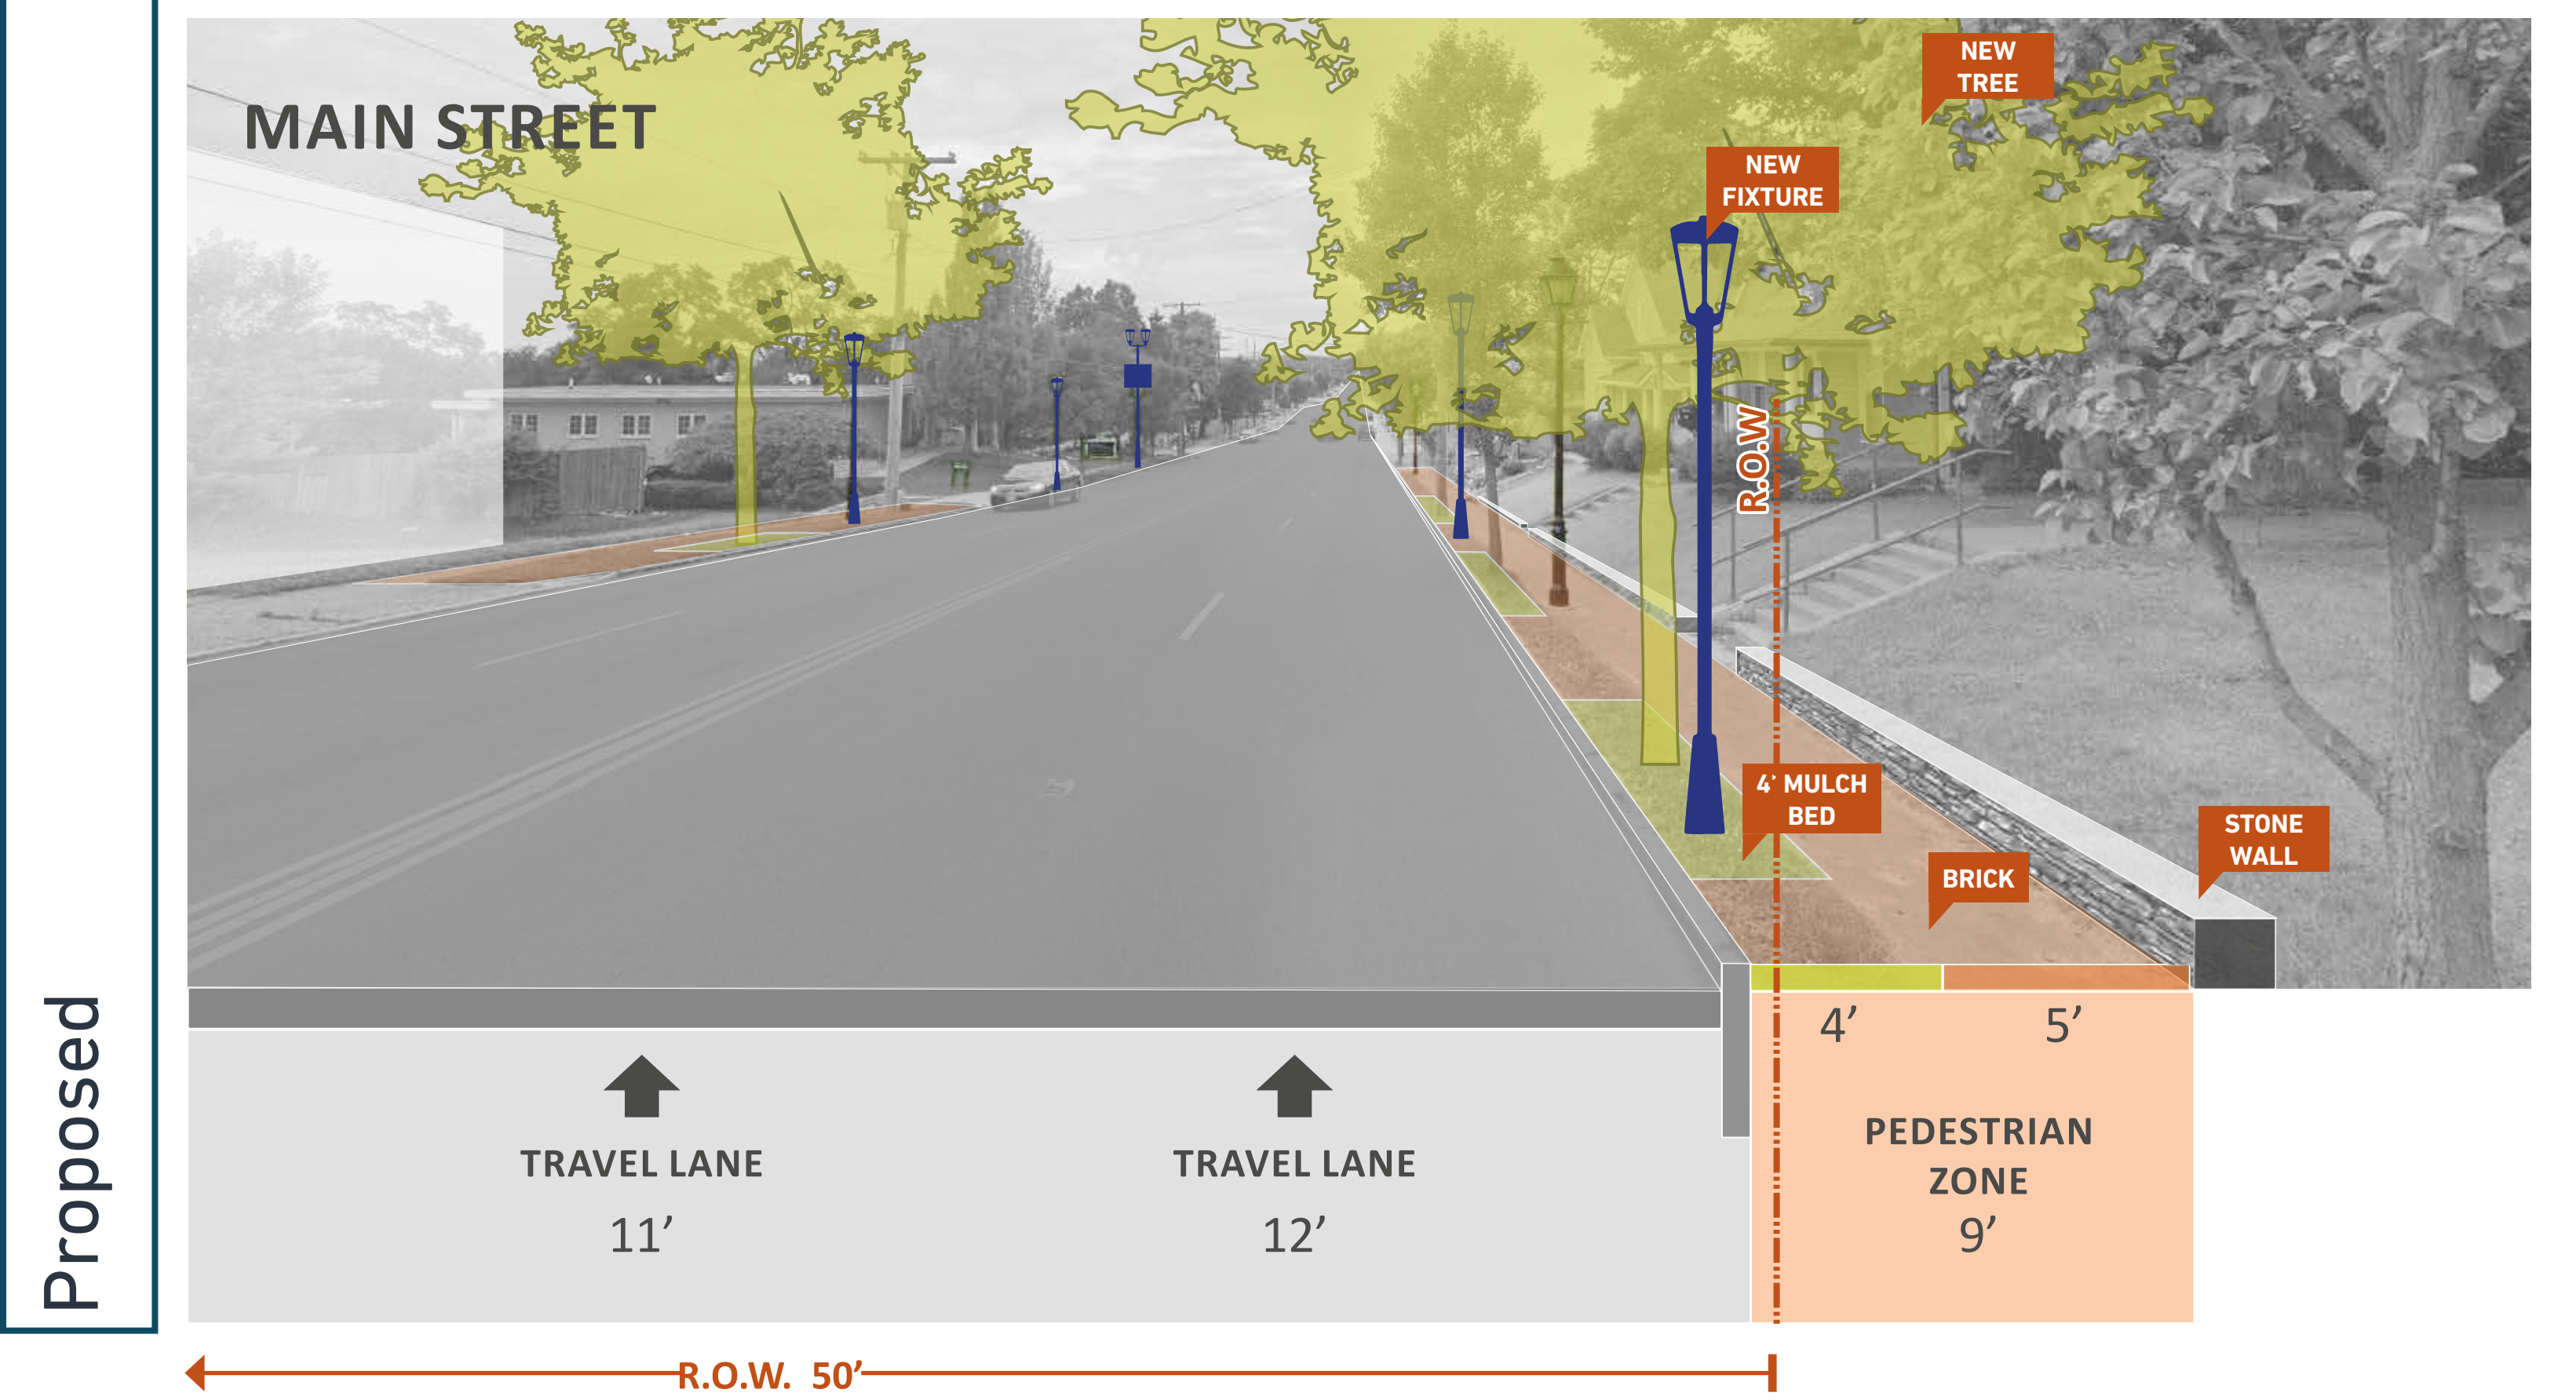 Proposed
MAIN STREET
NEW
TREE
NEW
FIXTURE
R.O.W
4' MULCH
BED
STONE
WALL
BRICK
4’
5’
TRAVEL LANE
11’
TRAVEL LANE
12’
PEDESTRIAN
ZONE
9’
R.O.W. 50’